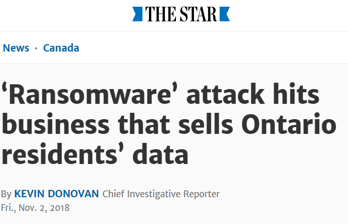 THE STAR
News · Canada
‘Ransomware’ attack hits
business that sells Ontario
residents’ data
By KEVIN DONOVAN Chief Investigative Reporter
Fri., Nov. 2, 2018